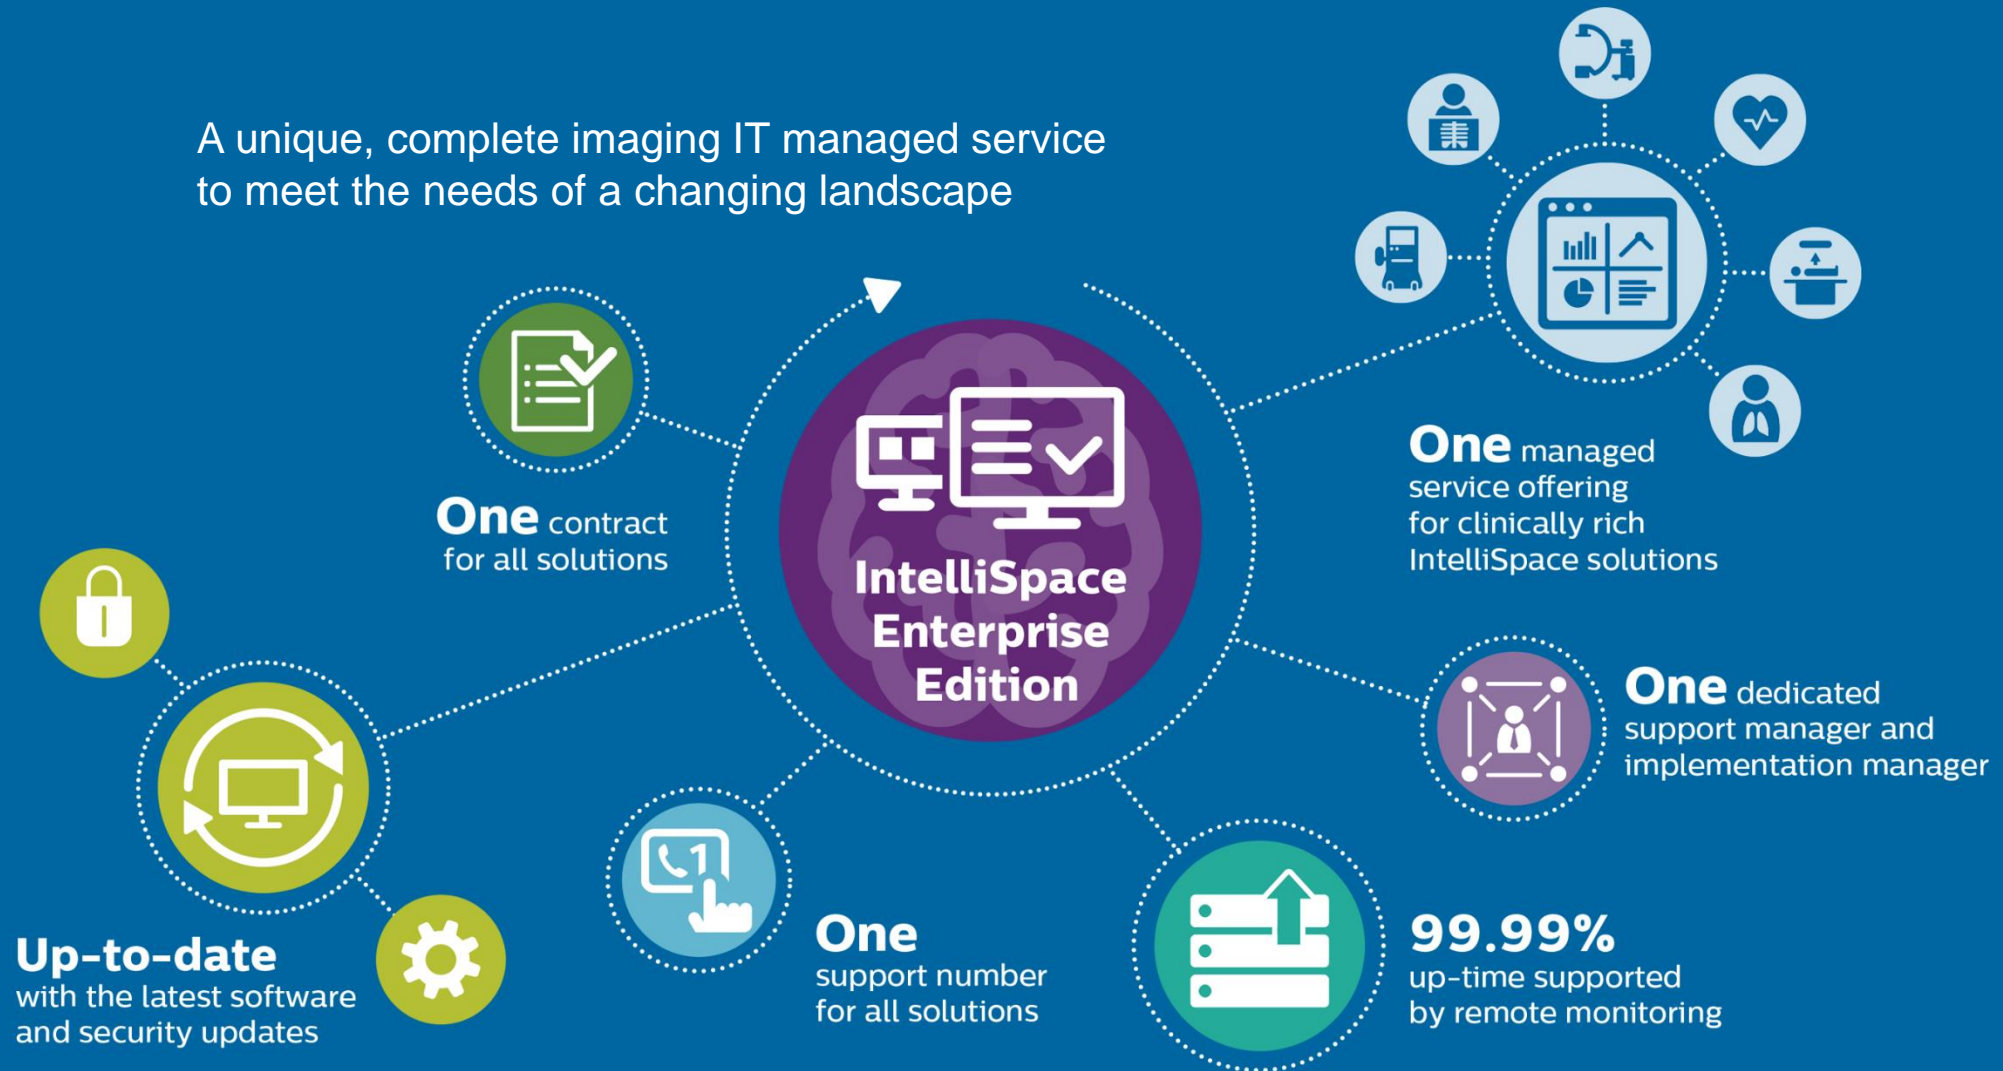 A unique, complete imaging IT managed service
to meet the needs of a changing landscape
One contract
for all solutions
IntelliSpace
Enterprise
Edition
One managed
service offering
for clinically rich
IntelliSpace solutions
One dedicated
support manager and
implementation manager
Up-to-date
with the latest software
and security updates
1
One
support number
for all solutions
99.99%
up-time supported
by remote monitoring